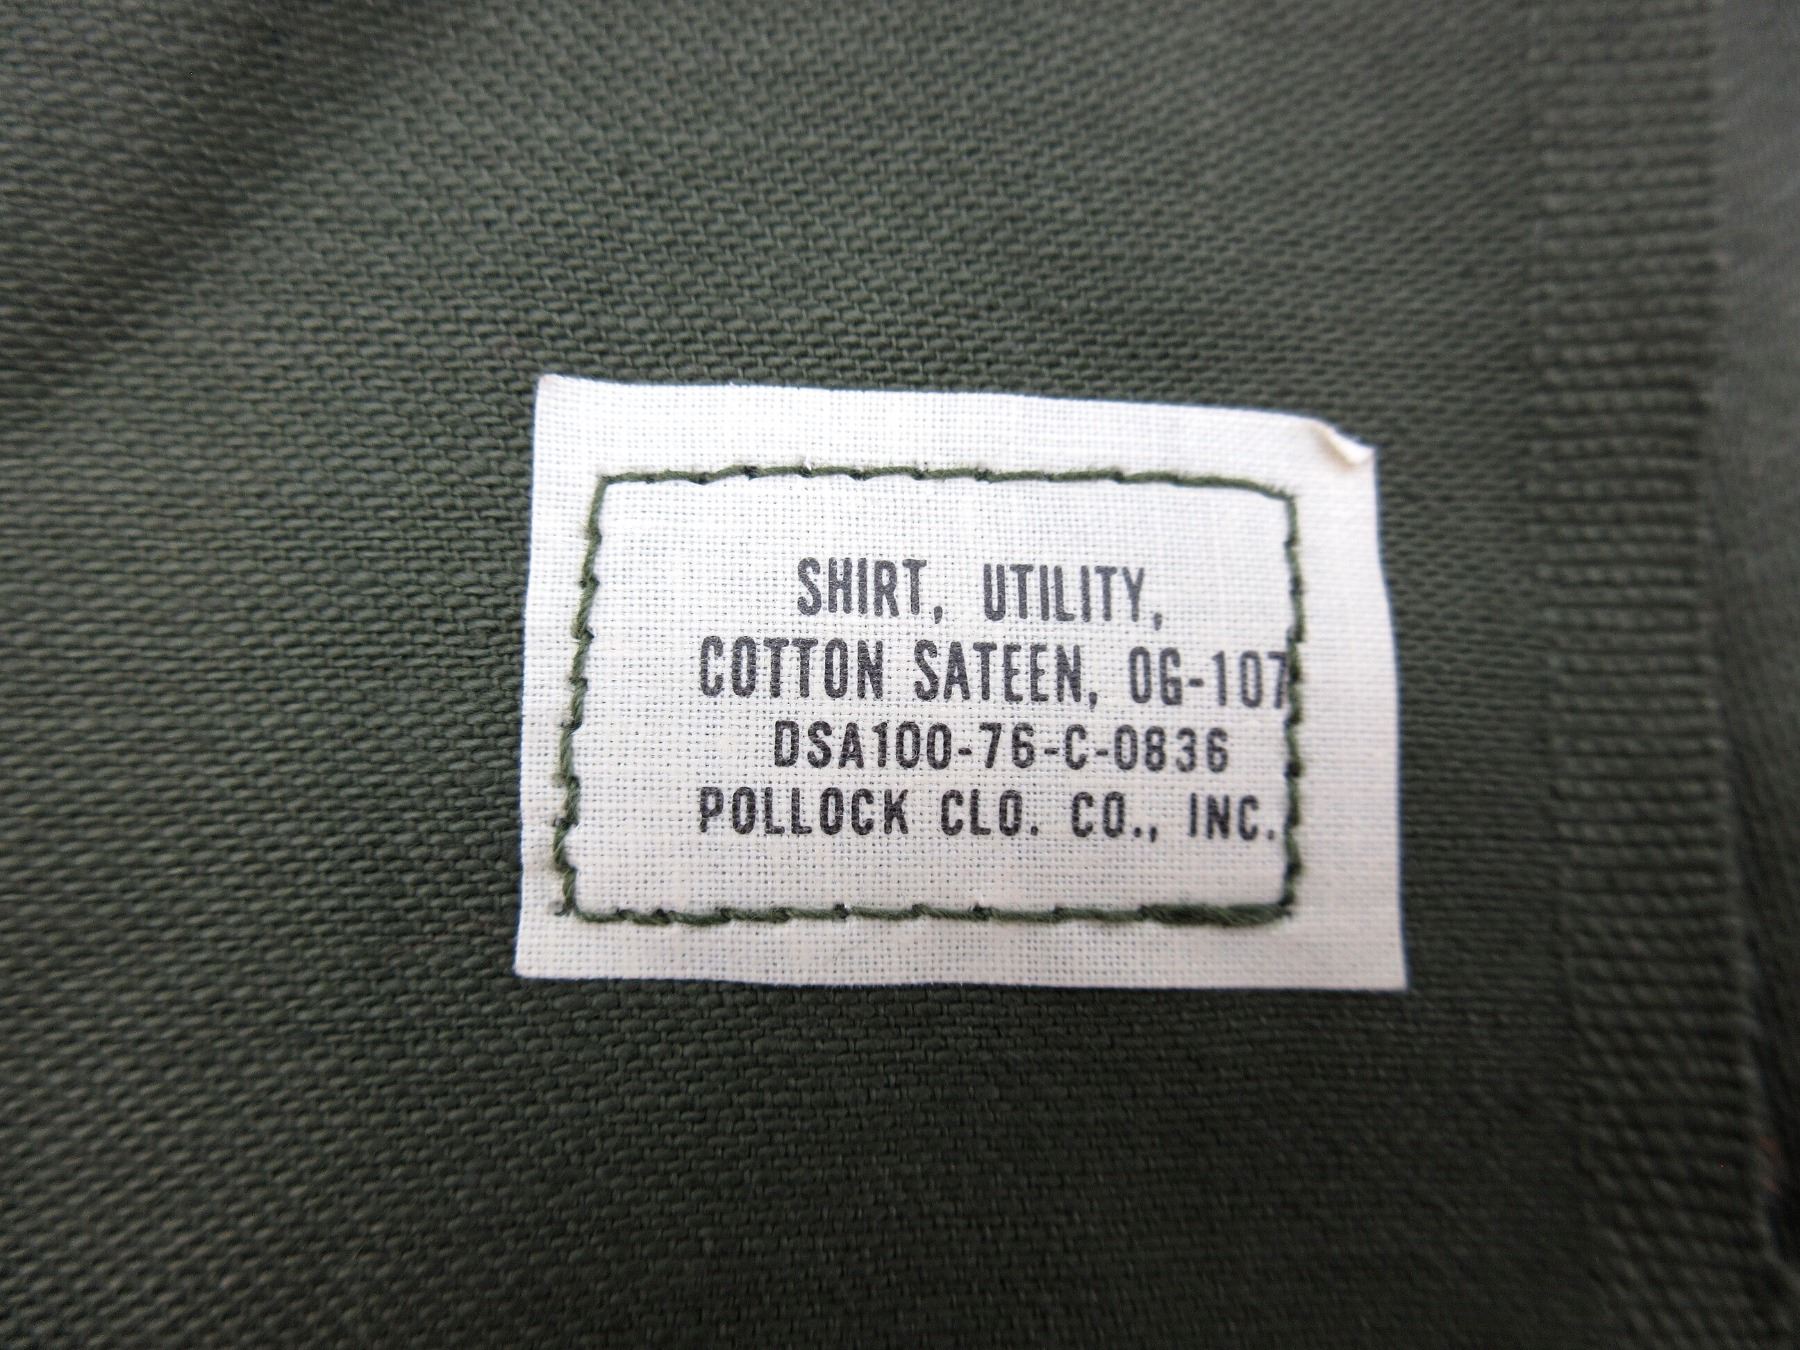 SHIRT, UTILITY,
COTTON SATEEN, OG-107
DSA100-76-C-0836
POLLOCK CLO. CO., INC.